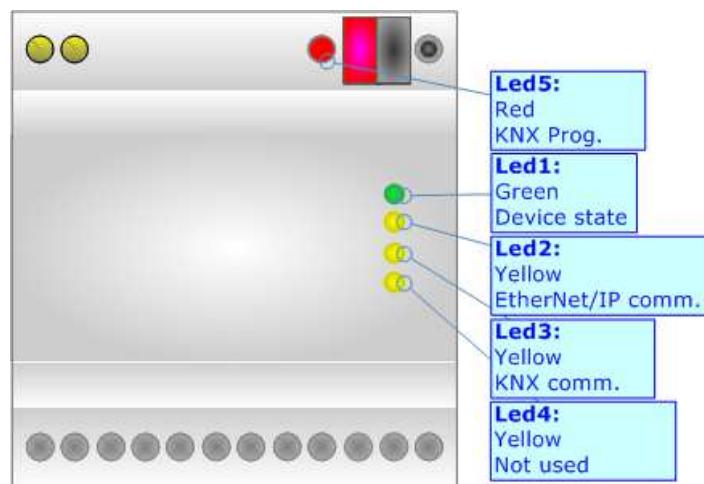 Led5:
Red
KNX Prog.
Led1:
Green
Device state
Led2:
Yellow
EtherNet/IP comm.
Led3:
Yellow
KNX comm.
Led4:
Yellow
Not used